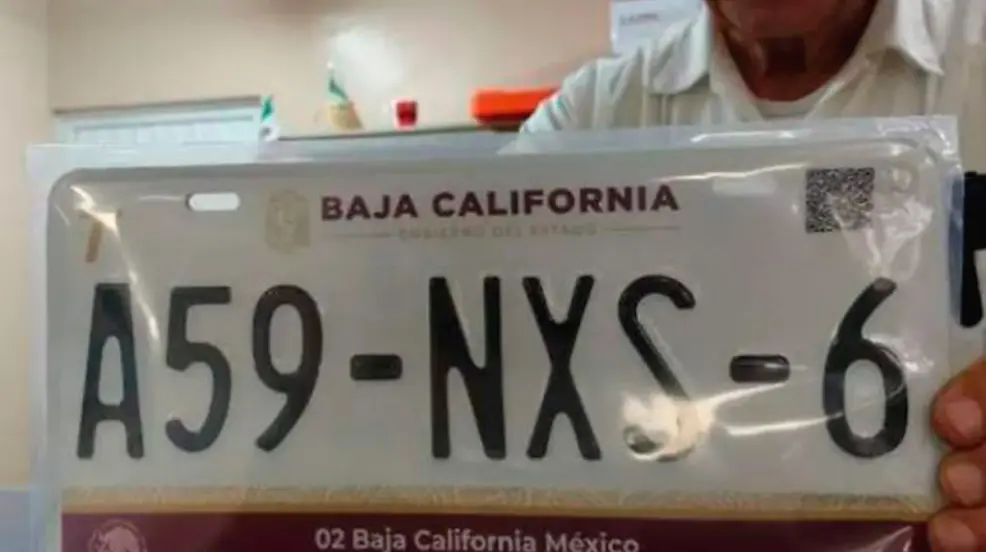 BAJA CALIFORNIA
GOBIERNO DEL ESTADO
A59-NXS-6
02 Baja California México